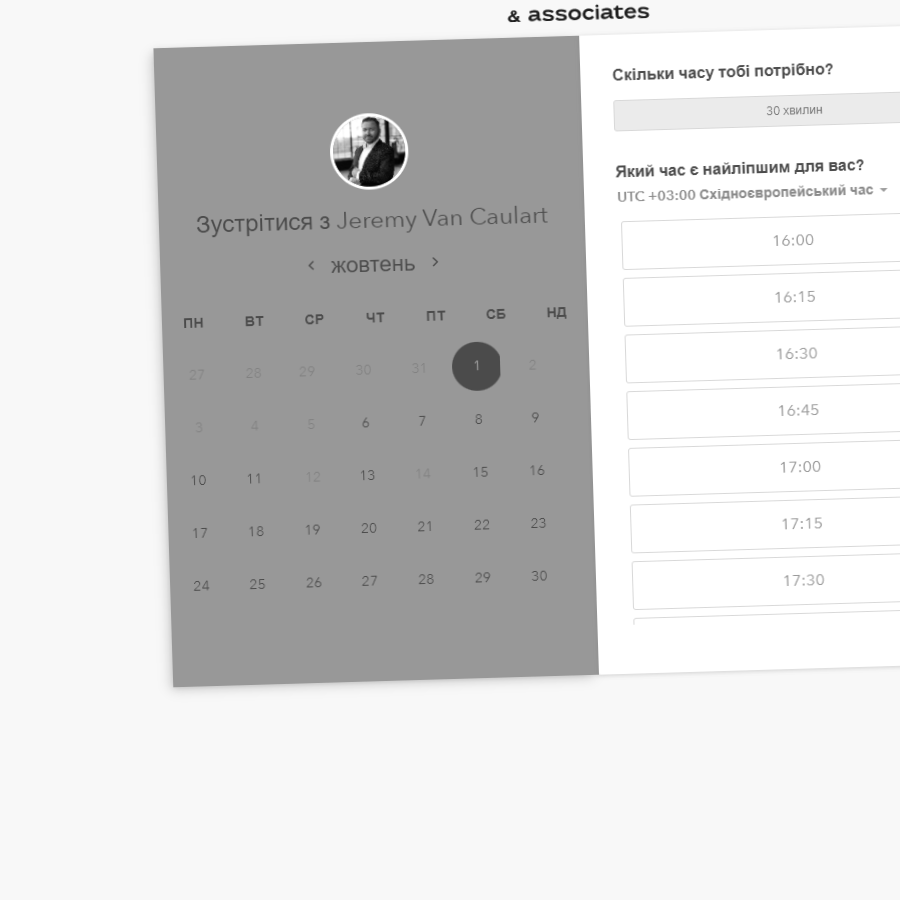 & associates
Зустрітися з Jeremy Van Caulart
жовтень
ПН ВТ СР ЧТ ПТ СБ НД
27 28 29 30 31 1 2
3 4 5 6 7 8 9
10 11 12 13 14 15 16
17 18 19 20 21 22 23
24 25 26 27 28 29 30
Скільки часу тобі потрібно?
30 хвилин
Який час є найліпшим для вас?
UTC +03:00 Східноєвропейський час
16:00
16:15
16:30
16:45
17:00
17:15
17:30